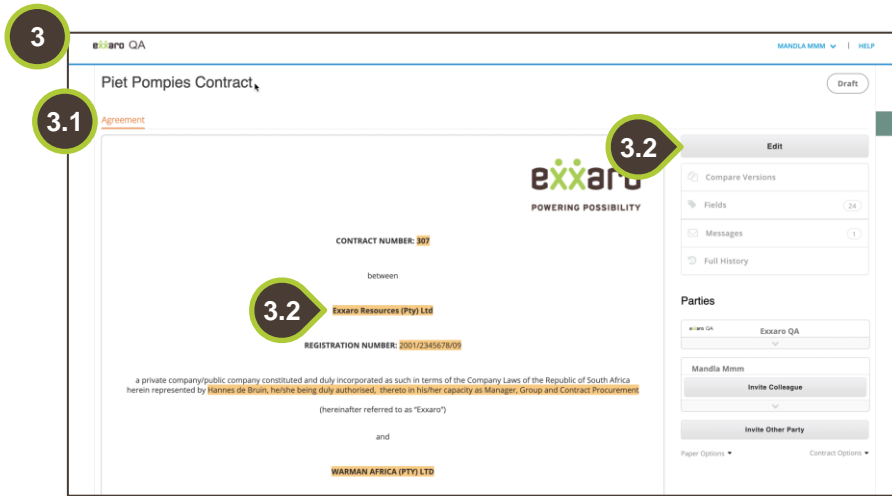 3
exxaro QA
MANDLA MMM | HELP
Piet Pompies Contract
Draft
3.1
Agreement
3.2
Edit
exxaro
POWERING POSSIBILITY
Compare Versions
Fields 24
Messages 1
Full History
CONTRACT NUMBER: 307
between
3.2
Exxaro Resources (Pty) Ltd
REGISTRATION NUMBER: 2001/2345678/09
a private company/public company constituted and duly incorporated as such in terms of the Company Laws of the Republic of South Africa
herein represented by Hannes de Bruin, he/she being duly authorised, thereto in his/her capacity as Manager, Group and Contract Procurement
(hereinafter referred to as "Exxaro")
and
WARMAN AFRICA (PTY) LTD
Parties
exxaro QA
Exxaro QA
Mandla Mmm
Invite Colleague
Invite Other Party
Paper Options
Contract Options